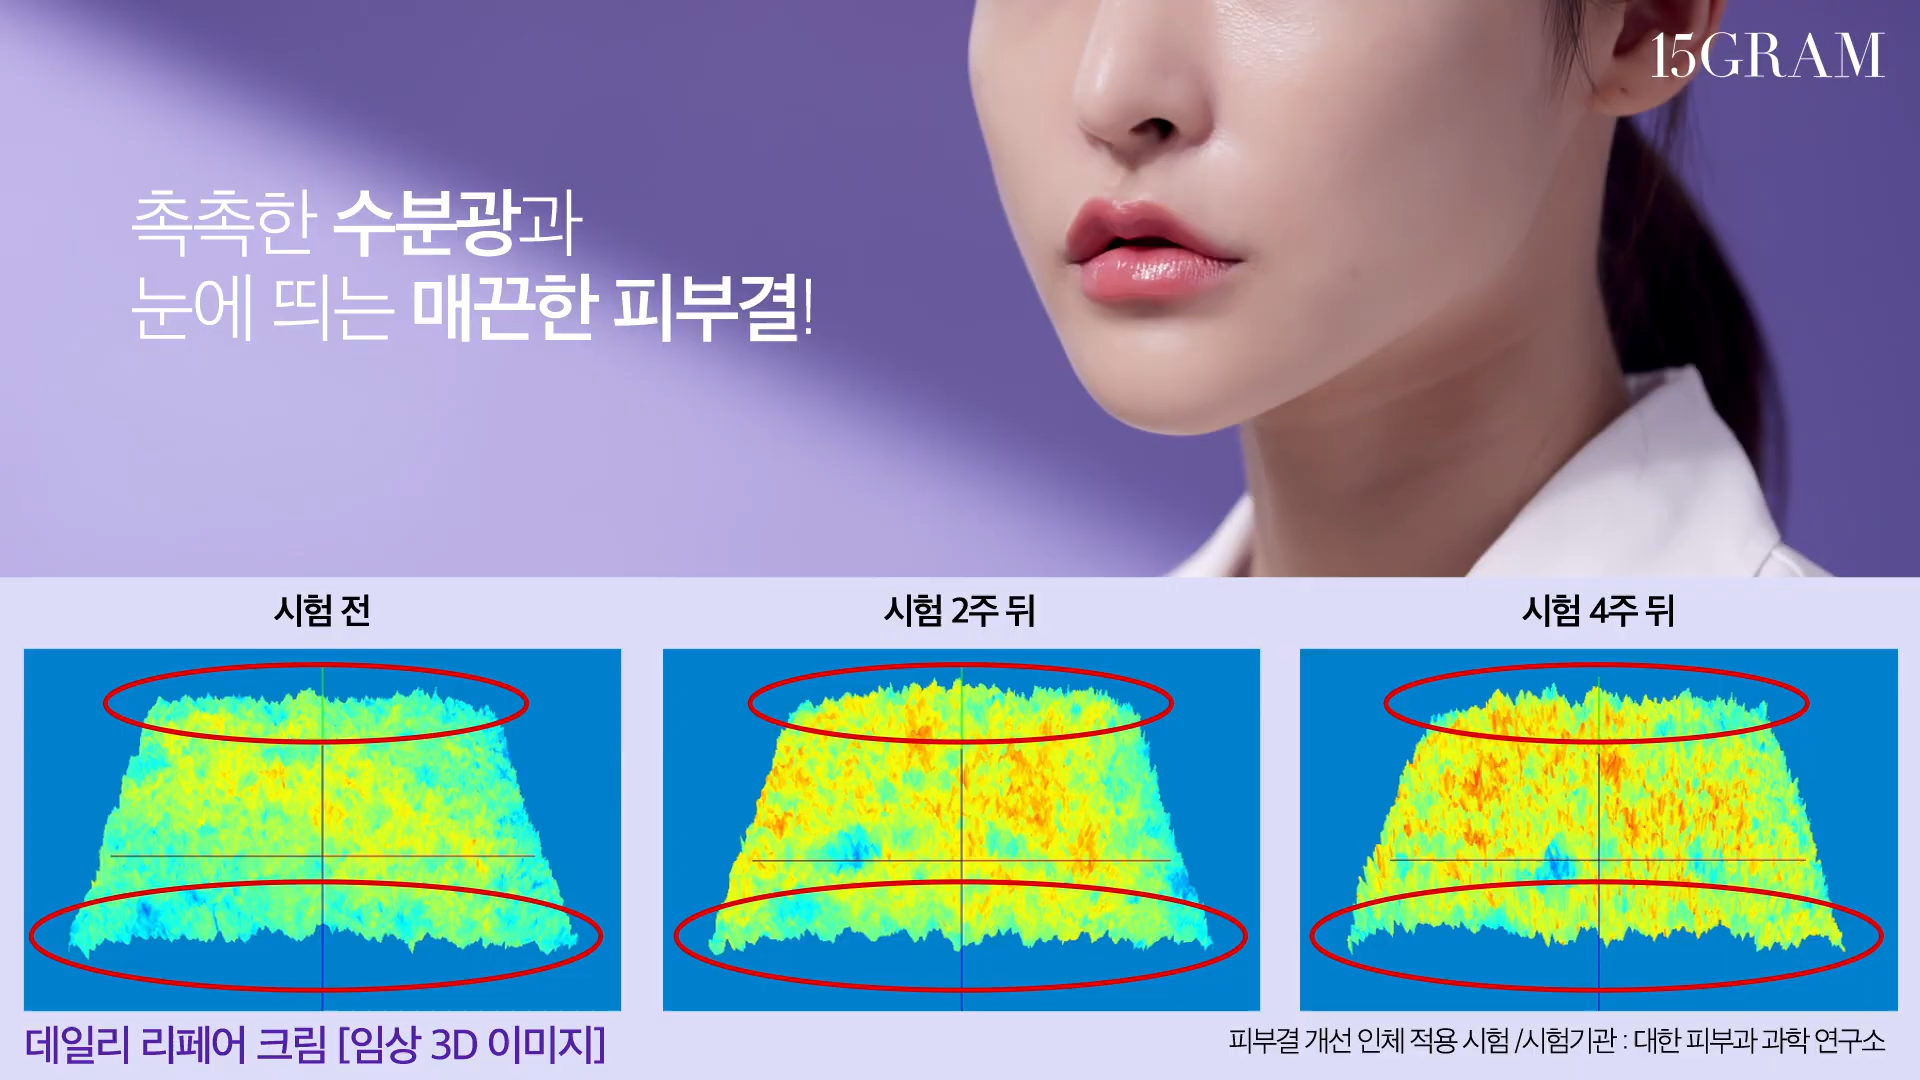 15GRAM
촉촉한 수분광과
눈에 띄는 매끈한 피부결!
시험 전
시험 2주 뒤
시험 4주 뒤
데일리 리페어 크림 [임상 3D 이미지]
피부결 개선 인체 적용 시험 /시험기관 : 대한 피부과 과학 연구소